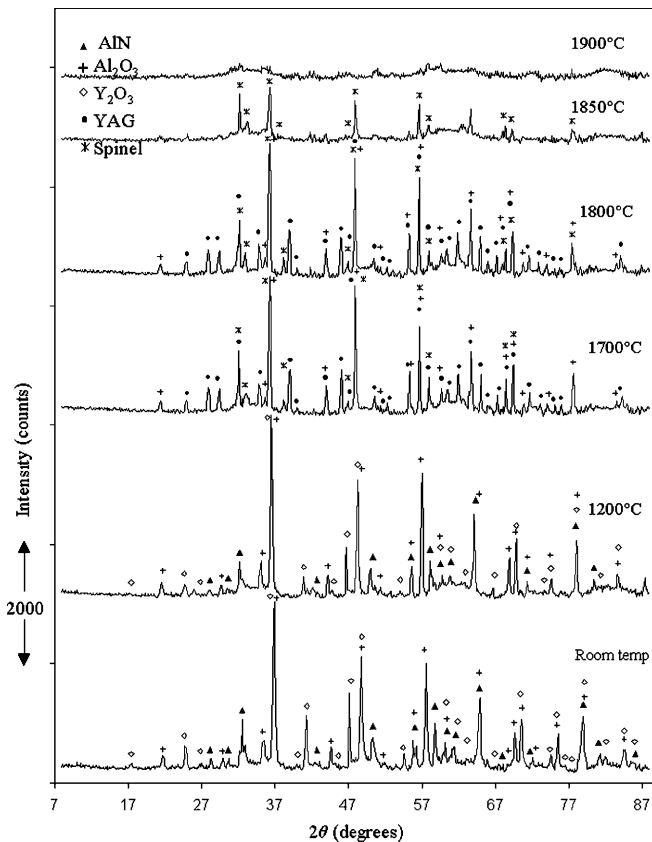 AlN
Al₂O₃
Y₂O₃
YAG
Spinel
1900°C
1850°C
1800°C
1700°C
1200°C
Room temp
Intensity (counts)
2000
7 17 27 37 47 57 67 77 87
2θ (degrees)